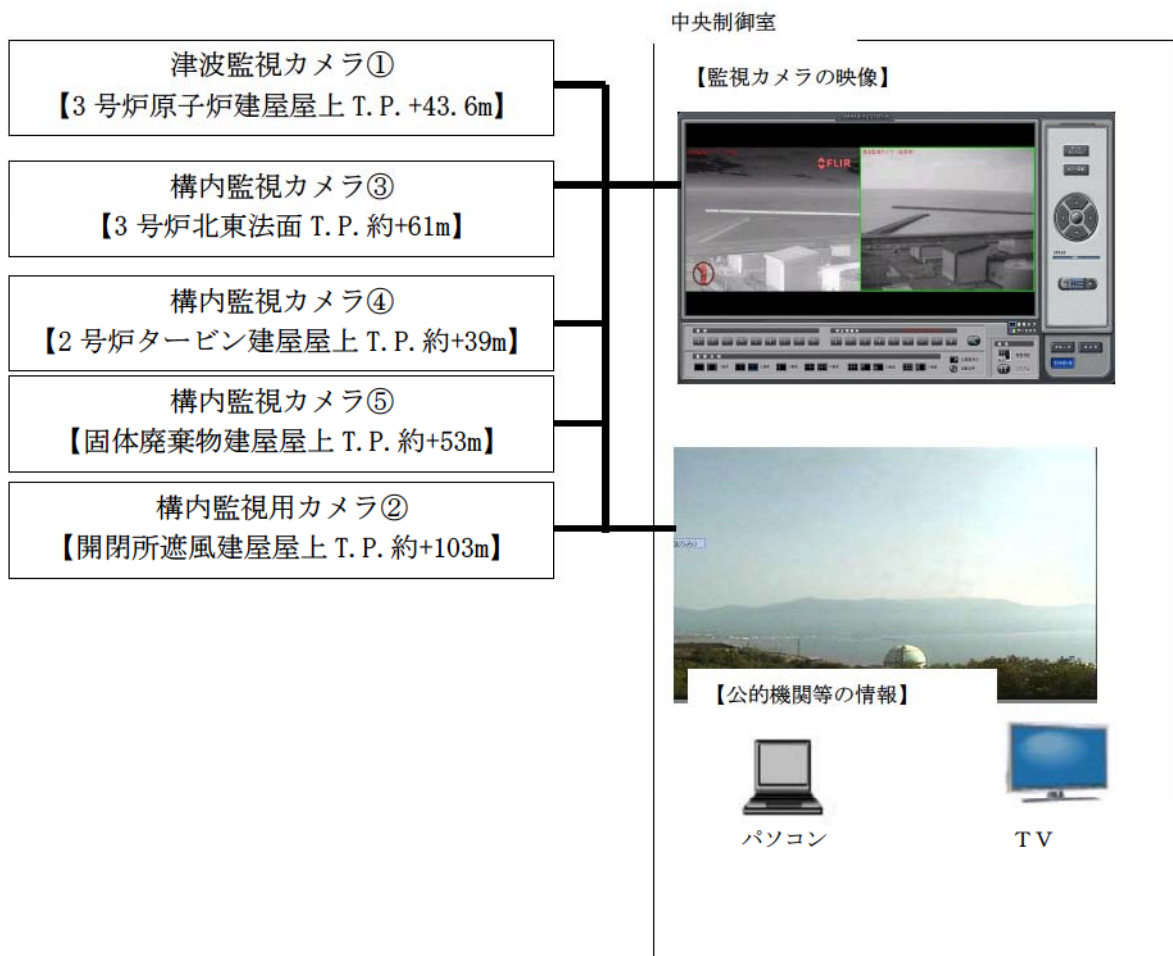 津波監視カメラ①
【3号炉原子炉建屋屋上 T.P.+43.6m】
構内監視カメラ③
【3号炉北東法面 T.P.約+61m】
構内監視カメラ④
【2号炉タービン建屋屋上 T.P.約+39m】
構内監視カメラ⑤
【固体廃棄物建屋屋上 T.P.約+53m】
構内監視用カメラ②
【開閉所遮風建屋屋上 T.P.約+103m】
中央制御室
【監視カメラの映像】
FLIR
【公的機関等の情報】
パソコン
TV